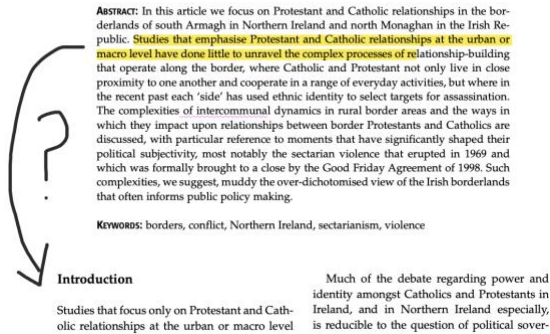 ABSTRACT: In this article we focus on Protestant and Catholic relationships in the bor-
derlands of south Armagh in Northern Ireland and north Monaghan in the Irish Re-
public. Studies that emphasise Protestant and Catholic relationships at the urban or
macro level have done little to unravel the complex processes of relationship-building
that operate along the border, where Catholic and Protestant not only live in close
proximity to one another and cooperate in a range of everyday activities, but where in
the recent past each ‘side’ has used ethnic identity to select targets for assassination.
The complexities of intercommunal dynamics in rural border areas and the ways in
which they impact upon relationships between border Protestants and Catholics are
discussed, with particular reference to moments that have significantly shaped their
political subjectivity, most notably the sectarian violence that erupted in 1969 and
which was formally brought to a close by the Good Friday Agreement of 1998. Such
complexities, we suggest, muddy the over-dichotomised view of the Irish borderlands
that often informs public policy making.
KEYWORDS: borders, conflict, Northern Ireland, sectarianism, violence
?
Introduction
Studies that focus only on Protestant and Cath-
olic relationships at the urban or macro level
Much of the debate regarding power and
identity amongst Catholics and Protestants in
Ireland, and in Northern Ireland especially,
is reducible to the question of political sover-